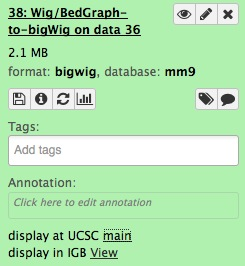 38: Wig/BedGraph-
to-bigWig on data 36
2.1 MB
format: bigwig, database: mm9
Tags:
Add tags
Annotation:
Click here to edit annotation
display at UCSC main
display in IGB View